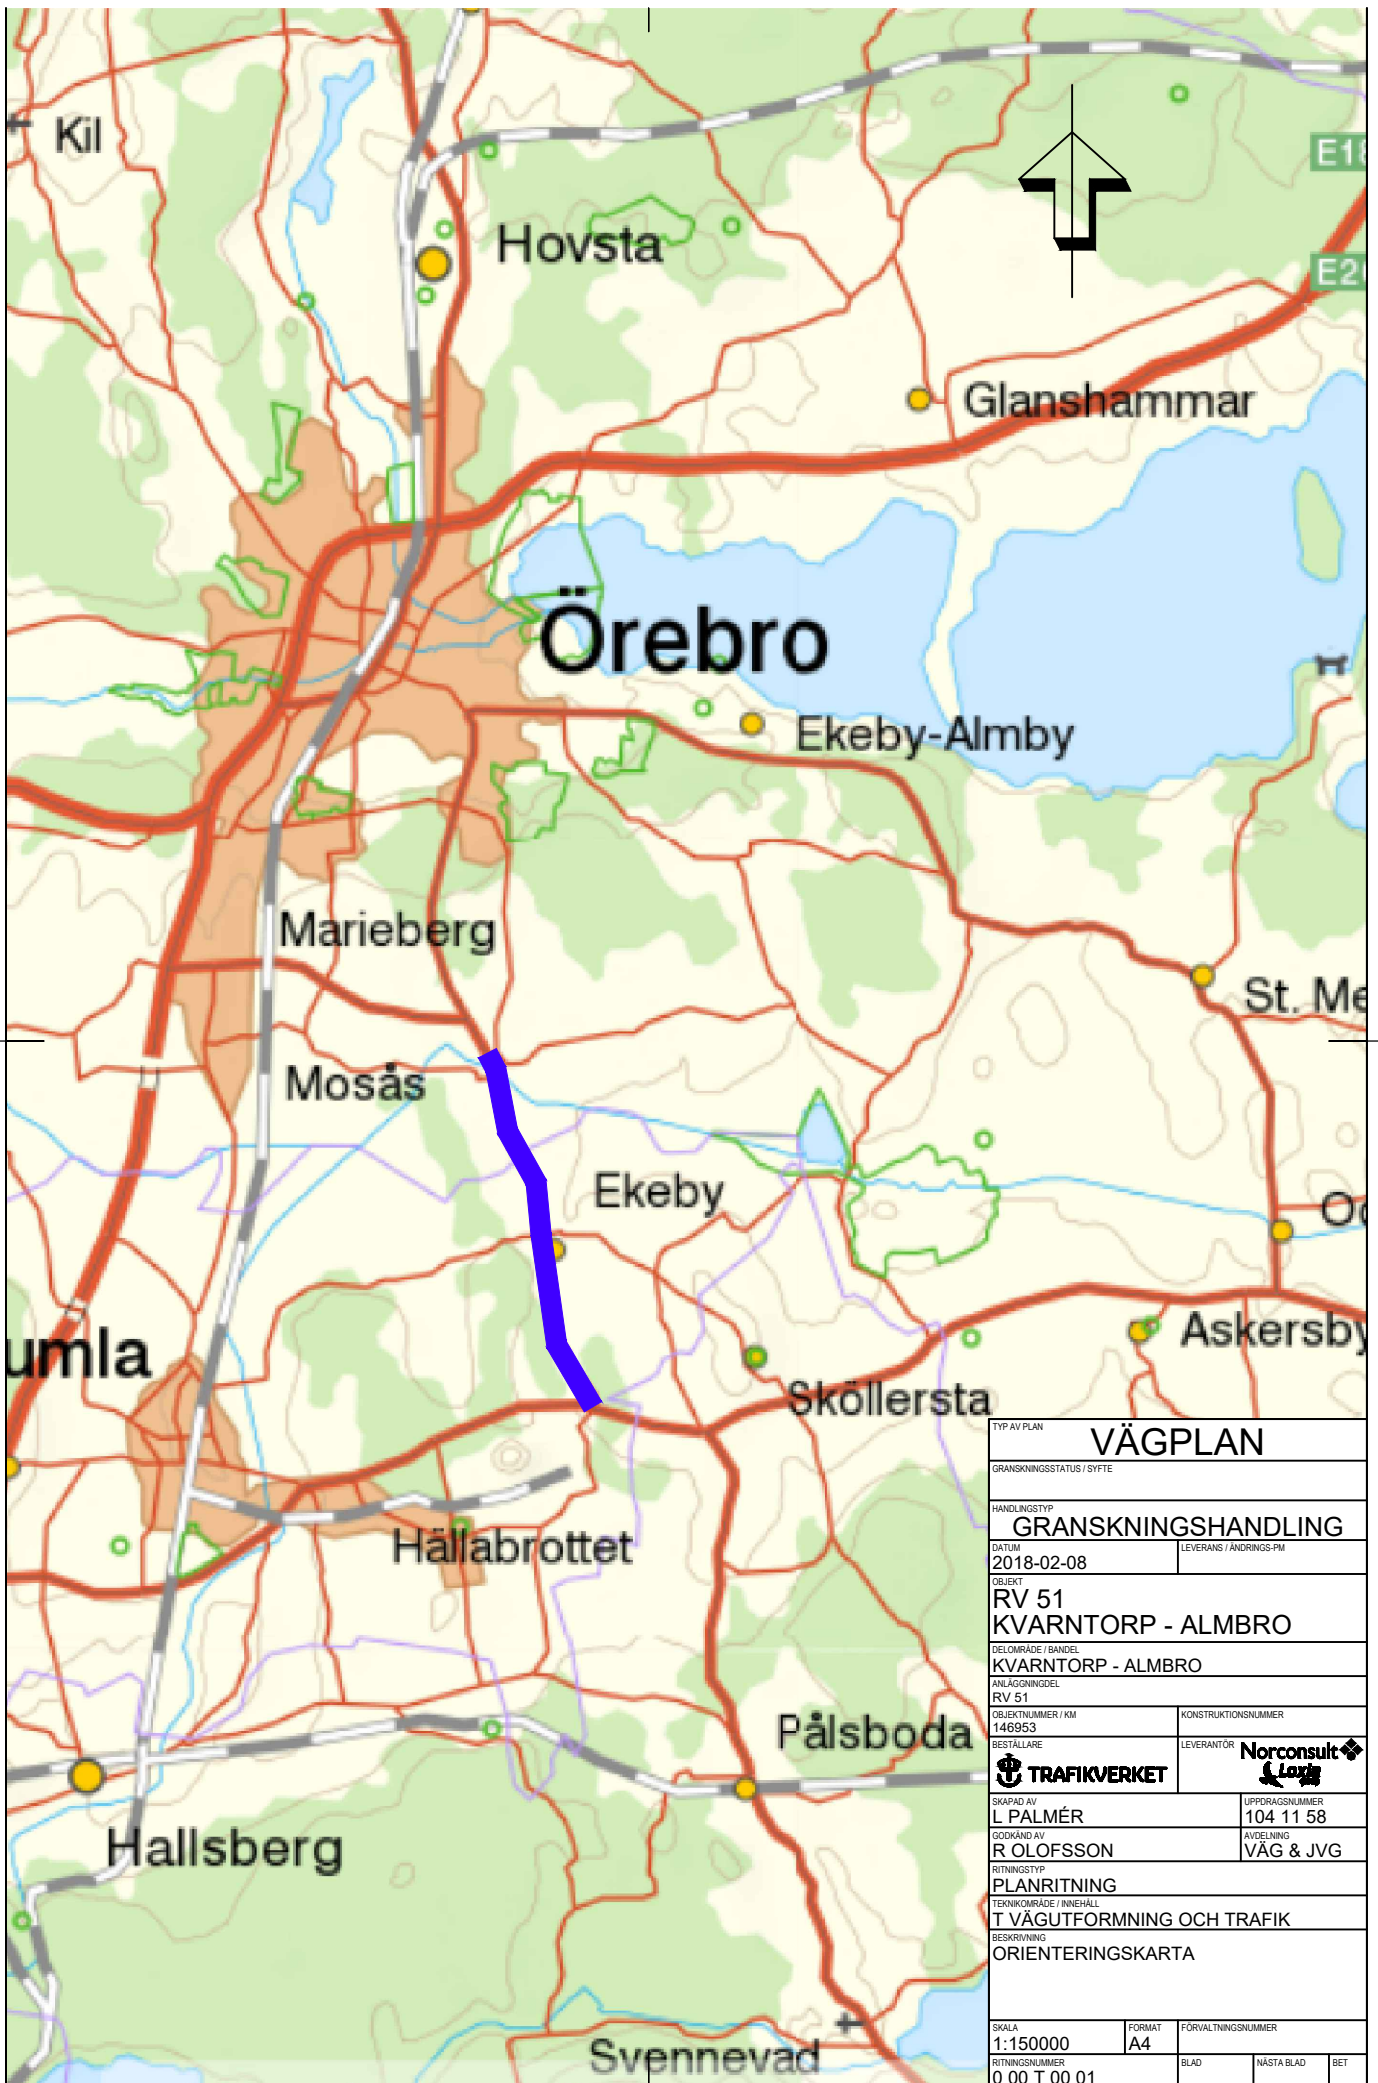 Kil
E18
Hovsta
E20
Glanshammar
Örebro
Ekeby-Almby
Marieberg
St. Me
Mosås
Ekeby
Od
umla
Askersby
Sköllersta
Hällabrottet
Pålsboda
Hallsberg
Svennevad
TYP AV PLAN
VÄGPLAN
GRANSKNINGSSTATUS / SYFTE
HANDLINGSTYP
GRANSKNINGSHANDLING
DATUM LEVERANS / ÄNDRINGS-PM
2018-02-08
OBJEKT
RV 51
KVARNTORP - ALMBRO
DELOMRÅDE / BANDEL
KVARNTORP - ALMBRO
ANLÄGGNINGDEL
RV 51
OBJEKTNUMMER / KM KONSTRUKTIONSNUMMER
146953
BESTÄLLARE LEVERANTÖR
TRAFIKVERKET Norconsult
Loxia
SKAPAD AV UPPDRAGSNUMMER
L PALMÉR 104 11 58
GODKÄND AV AVDELNING
R OLOFSSON VÄG & JVG
RITNINGSTYP
PLANRITNING
TEKNIKOMRÅDE / INNEHÅLL
T VÄGUTFORMNING OCH TRAFIK
BESKRIVNING
ORIENTERINGSKARTA
SKALA FORMAT FÖRVALTNINGSNUMMER
1:150000 A4
RITNINGSNUMMER BLAD NÄSTA BLAD BET
0 00 T 00 01